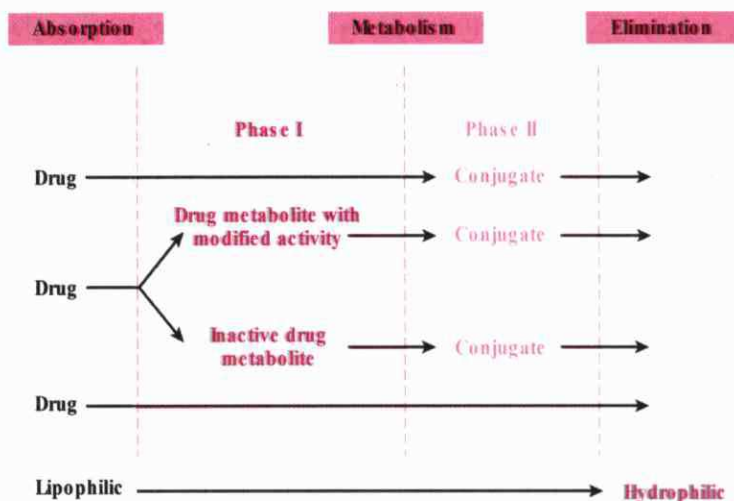 Absorption Metabolism Elimination
Phase I Phase II
Drug Conjugate
Drug metabolite with
modified activity Conjugate
Drug
Inactive drug
metabolite Conjugate
Drug
Lipophilic Hydrophilic